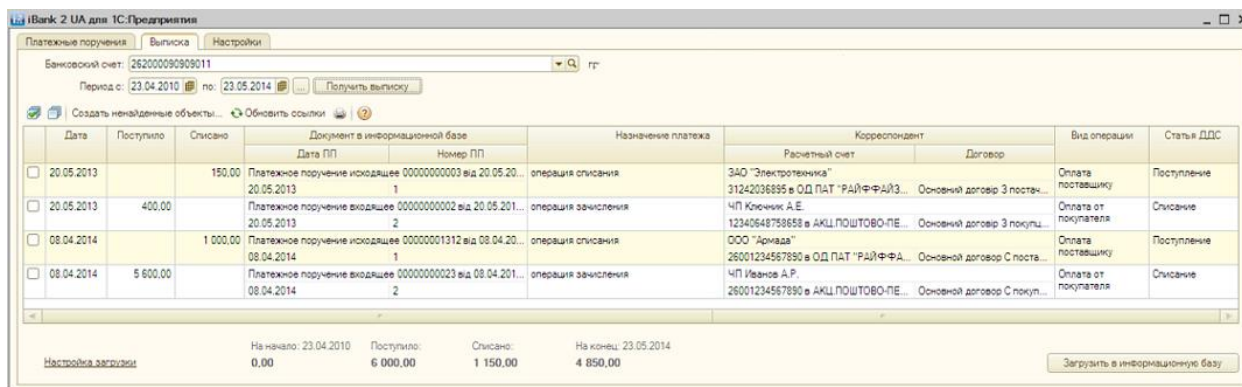 iBank 2 UA для 1С:Предприятия
Платежные поручения Выписка Настройки
Банковский счет: 262000090909011
Период с: 23.04.2010 по: 23.05.2014 ... Получить выписку
Создать ненайденные объекты... Обновить ссылки
Дата Поступило Списано Документ в информационной базе Назначение платежа Корреспондент Вид операции Статья ДДС
Дата ПП Номер ПП Расчетный счет Договор
20.05.2013 150,00 Платежное поручение исходящее 00000000003 від 20.05.20... операция списания ЗАО "Электротехника" Оплата Поступление
20.05.2013 1 31242036895 в ОД ПАТ "РАЙФФАЙЗ... Основний договір З постач... поставщику
20.05.2013 400,00 Платежное поручение входящее 00000000002 від 20.05.201... операция зачисления ЧП Ключник А.Е. Оплата от Списание
20.05.2013 2 12340648758658 в АКЦ.ПОШТОВО-ПЕ... Основний договір З покупц... покупателя
08.04.2014 1 000,00 Платежное поручение исходящее 00000001312 від 08.04.20... операция списания ООО "Армада" Оплата Поступление
08.04.2014 1 26001234567890 в ОД ПАТ "РАЙФФА... Основной договор С поста... поставщику
08.04.2014 5 600,00 Платежное поручение входящее 00000000023 від 08.04.201... операция зачисления ЧП Иванов А.Р. Оплата от Списание
08.04.2014 2 26001234567890 в АКЦ.ПОШТОВО-ПЕ... Основной договор С покуп... покупателя
На начало: 23.04.2010 Поступило: Списано: На конец: 23.05.2014
Настройка загрузки 0,00 6 000,00 1 150,00 4 850,00 Загрузить в информационную базу